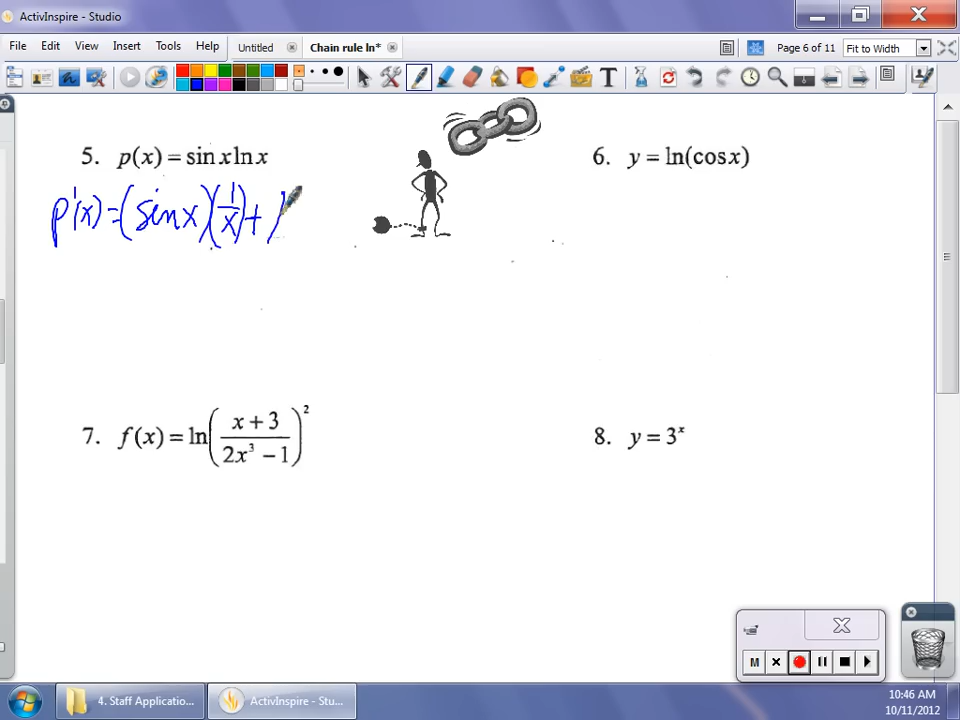 ActivInspire - Studio
File Edit View Insert Tools Help Untitled Chain rule ln* Page 6 of 11 Fit to Width
5. p(x) = sin x ln x
p'(x) = (sin x)(1/x) + 
6. y = ln(cos x)
7. f(x) = ln((x + 3)/(2x³ − 1))²
8. y = 3ˣ
M
4. Staff Applicatio... ActivInspire - Stu...
10:46 AM
10/11/2012